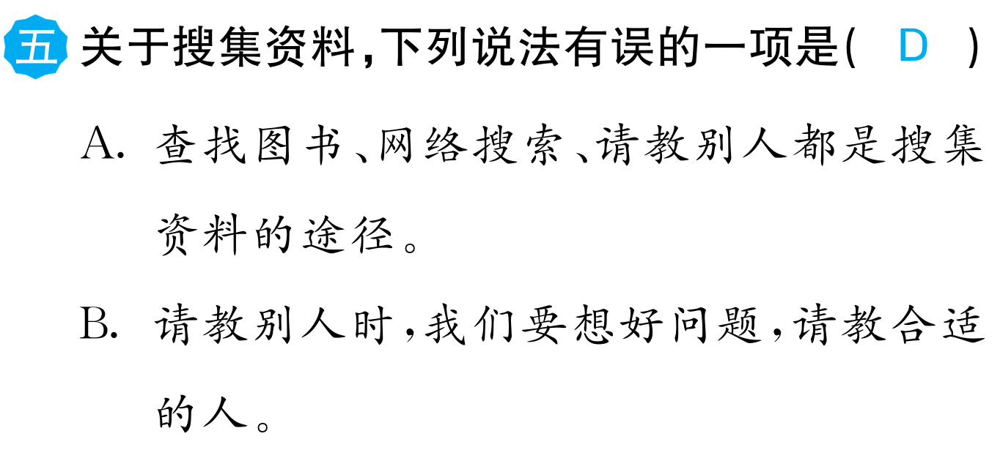 五 关于搜集资料,下列说法有误的一项是( D )
A. 查找图书、网络搜索、请教别人都是搜集
资料的途径。
B. 请教别人时,我们要想好问题,请教合适
的人。